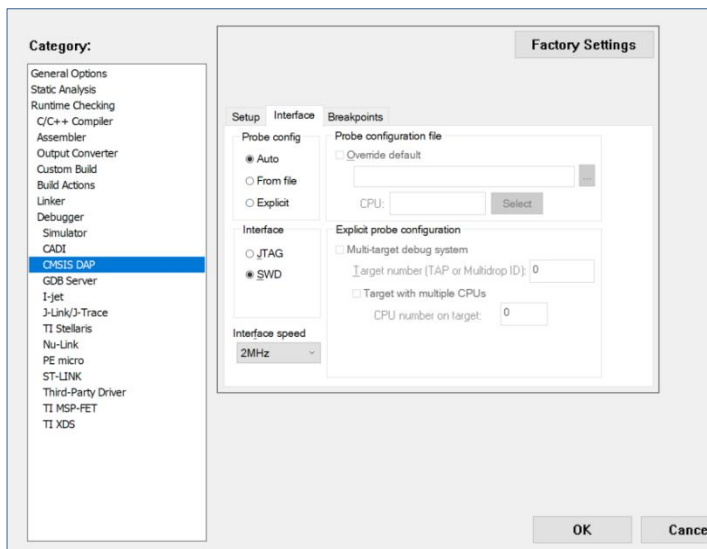 Category:
Factory Settings
General Options
Static Analysis
Runtime Checking
C/C++ Compiler
Assembler
Output Converter
Custom Build
Build Actions
Linker
Debugger
Simulator
CADI
CMSIS DAP
GDB Server
I-jet
J-Link/J-Trace
TI Stellaris
Nu-Link
PE micro
ST-LINK
Third-Party Driver
TI MSP-FET
TI XDS
Setup Interface Breakpoints
Probe config
Auto
From file
Explicit
Probe configuration file
Override default
...
CPU: Select
Interface
JTAG
SWD
Explicit probe configuration
Multi-target debug system
Target number (TAP or Multidrop ID): 0
Target with multiple CPUs
CPU number on target: 0
Interface speed
2MHz
OK Cance